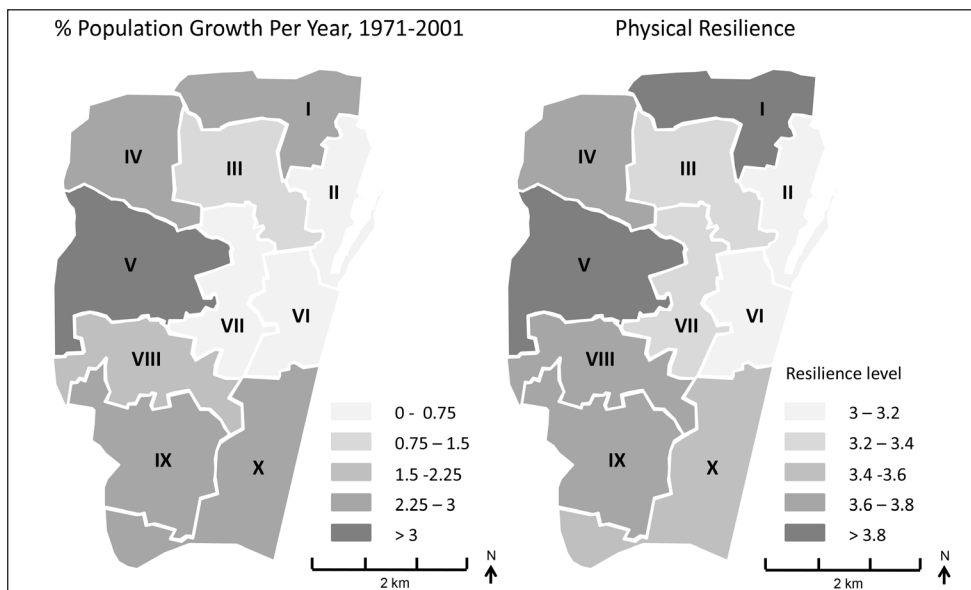 % Population Growth Per Year, 1971-2001
I
IV
III
II
V
VI
VII
VIII
IX
X
0 - 0.75
0.75 – 1.5
1.5 -2.25
2.25 – 3
> 3
2 km
N
Physical Resilience
I
IV
III
II
V
VI
VII
VIII
IX
X
Resilience level
3 – 3.2
3.2 – 3.4
3.4 -3.6
3.6 – 3.8
> 3.8
2 km
N